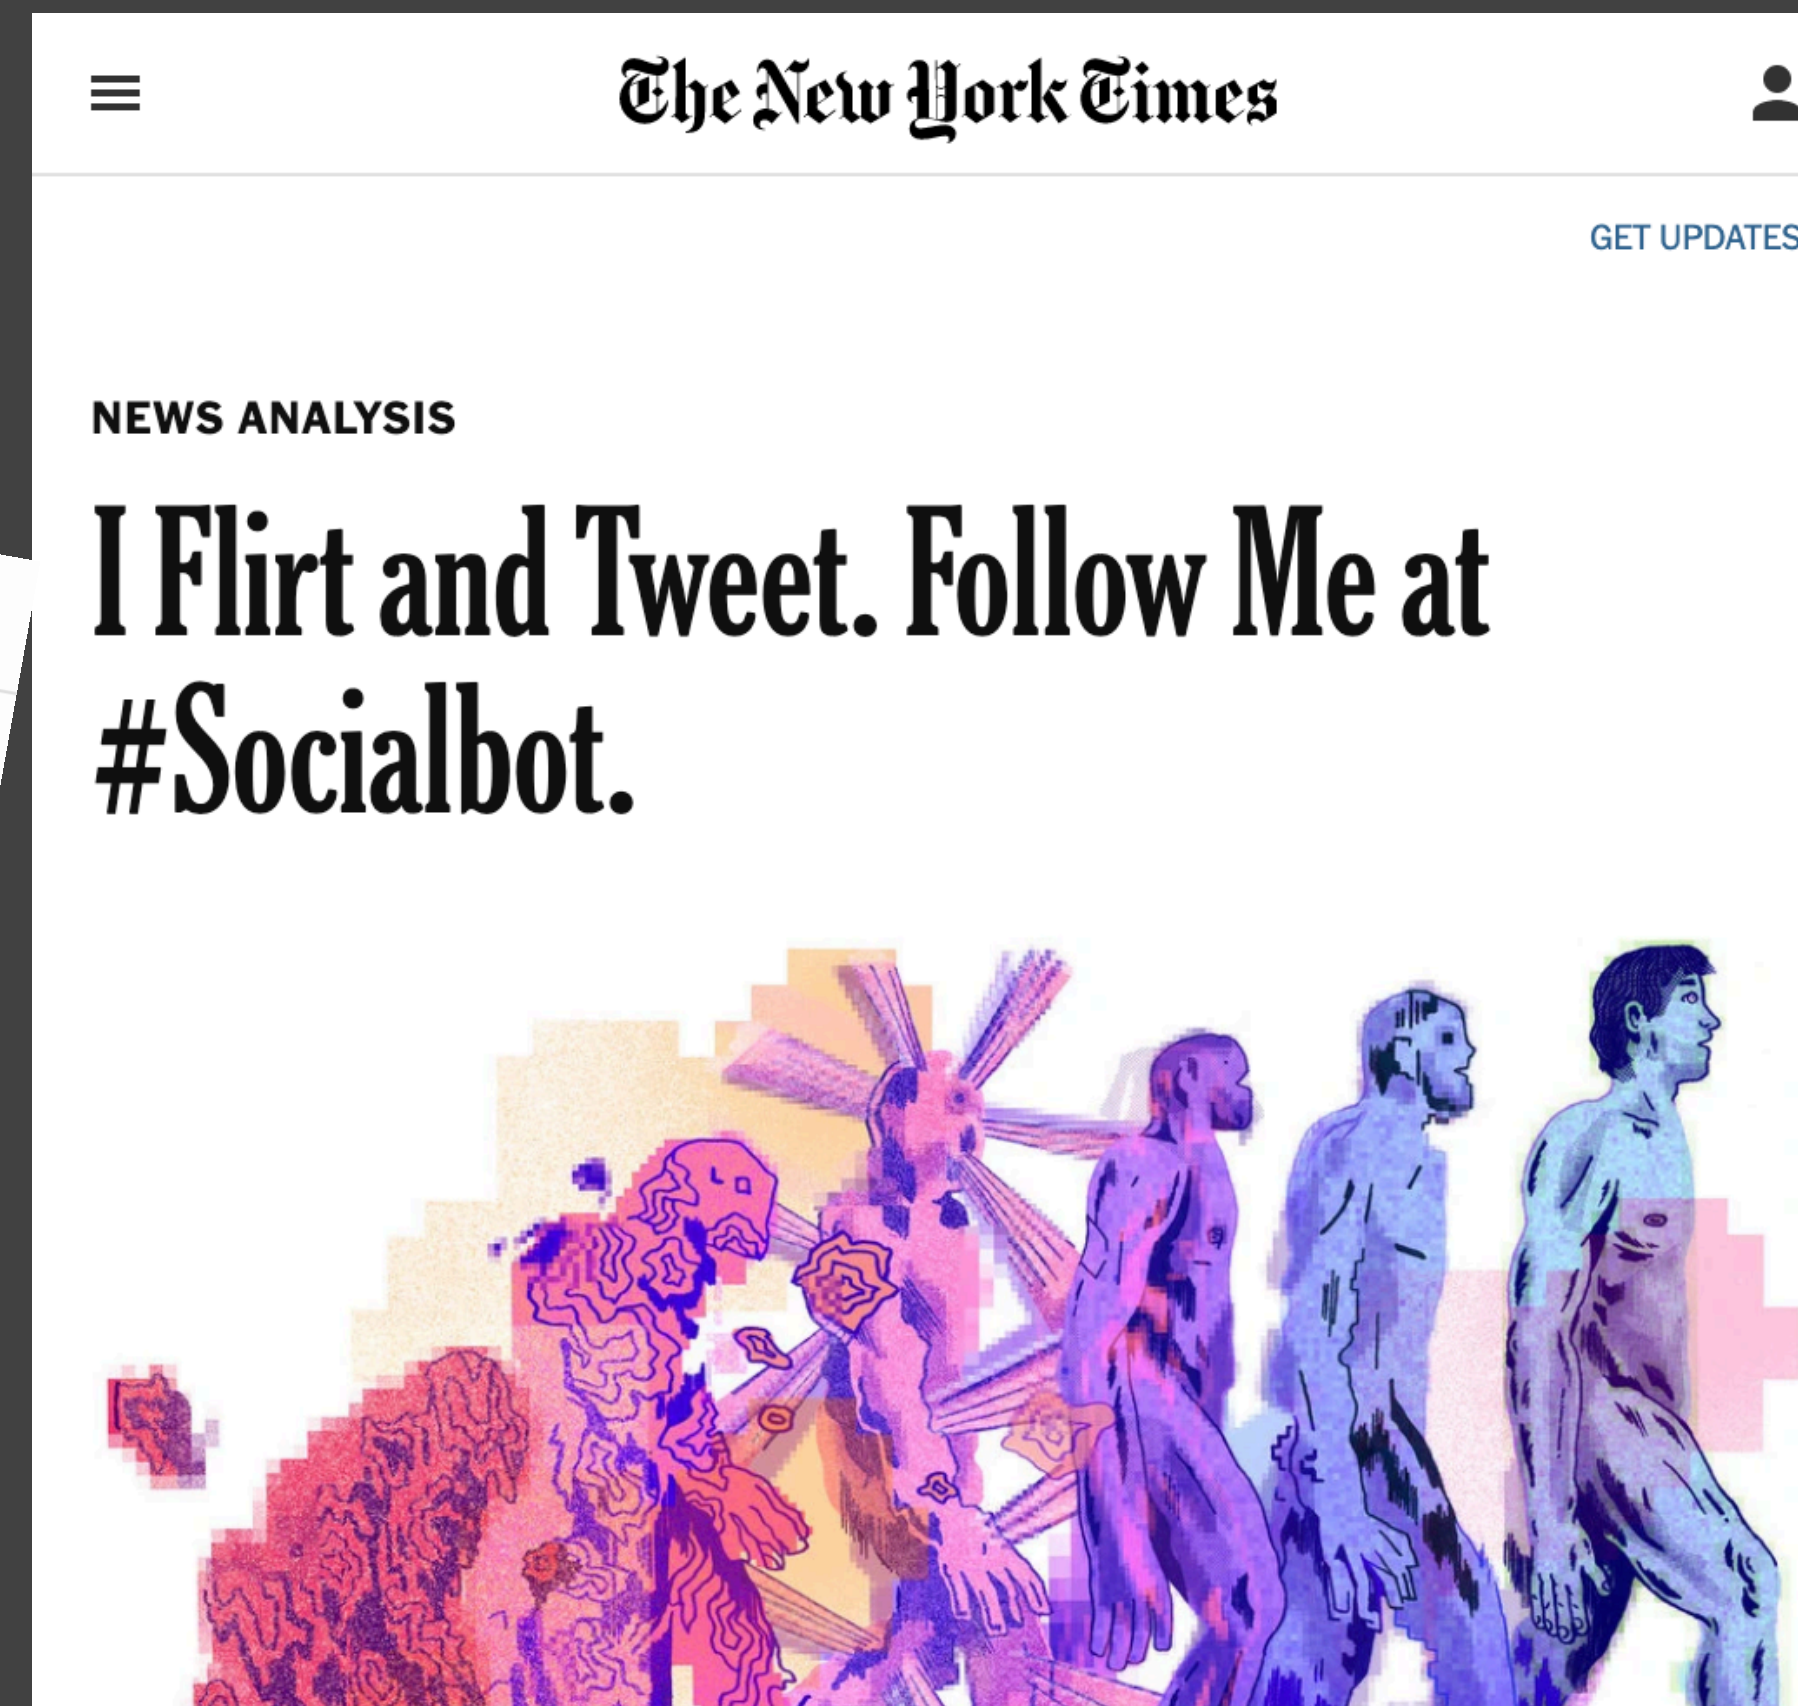 The New York Times
GET UPDATES
NEWS ANALYSIS
I Flirt and Tweet. Follow Me at
#Socialbot.